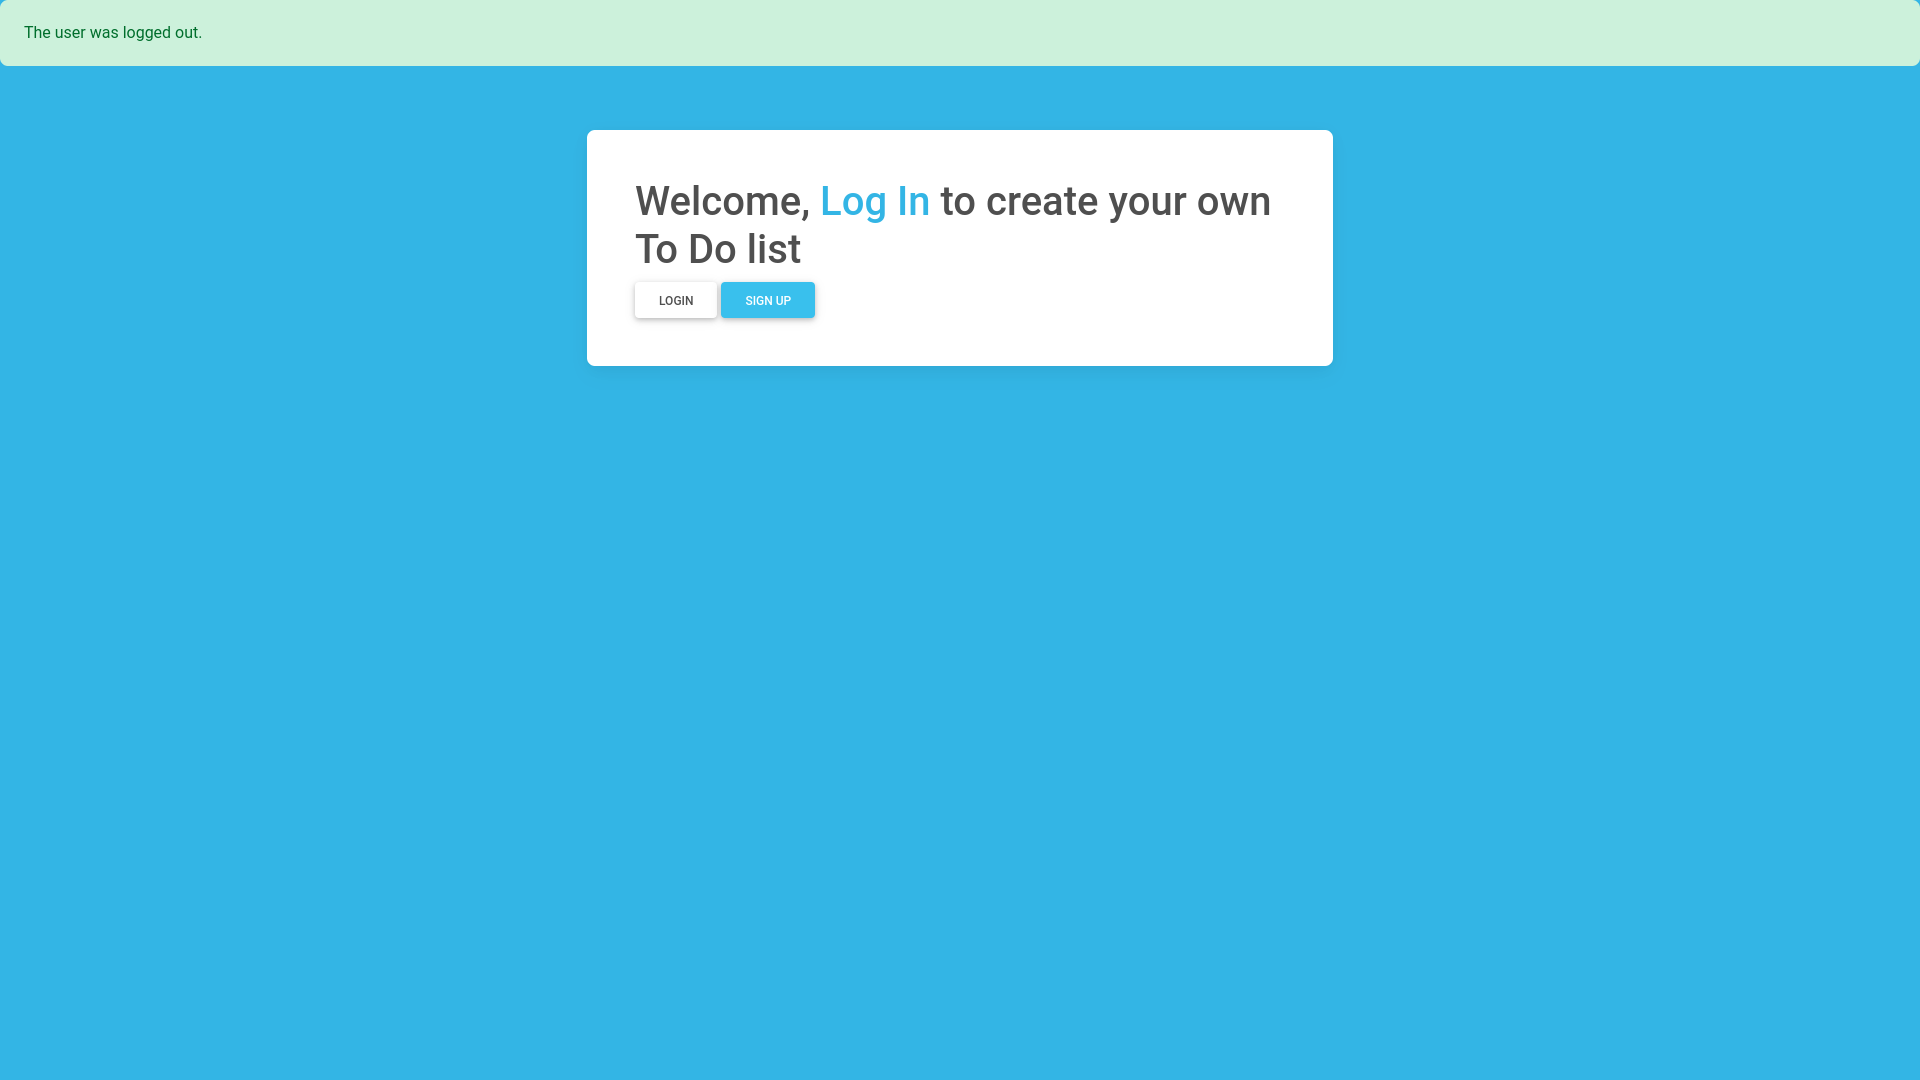 The user was logged out.
Welcome, Log In to create your own
To Do list
LOGIN SIGN UP